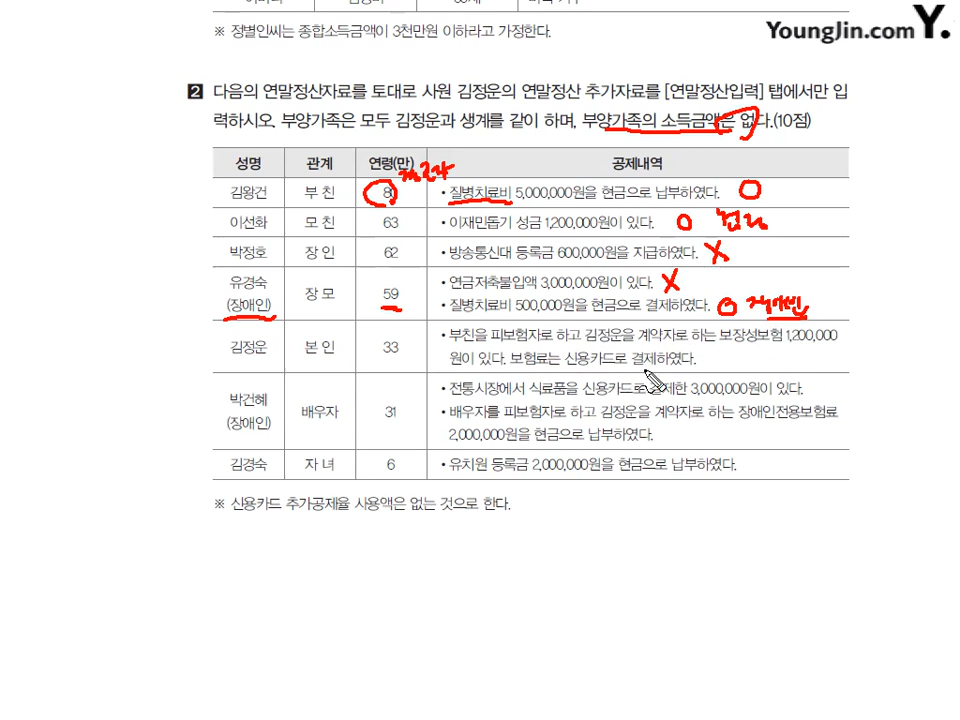 YoungJin.com Y.
※ 정별인씨는 종합소득금액이 3천만원 이하라고 가정한다.
2 다음의 연말정산자료를 토대로 사원 김정운의 연말정산 추가자료를 [연말정산입력] 탭에서만 입
력하시오. 부양가족은 모두 김정운과 생계를 같이 하며, 부양가족의 소득금액은 없다.(10점)
성명 관계 연령(만) 공제내역
김왕건 부 친 • 질병치료비 5,000,000원을 현금으로 납부하였다.
이선화 모 친 63 • 이재민돕기 성금 1,200,000원이 있다.
박정호 장 인 62 • 방송통신대 등록금 600,000원을 지급하였다.
유경숙 (장애인) 장 모 59 • 연금저축불입액 3,000,000원이 있다.
• 질병치료비 500,000원을 현금으로 결제하였다. 장애인
김정운 본 인 33 • 부친을 피보험자로 하고 김정운을 계약자로 하는 보장성보험 1,200,000
원이 있다. 보험료는 신용카드로 결제하였다.
박건혜 (장애인) 배우자 31 • 전통시장에서 식료품을 신용카드로 결제한 3,000,000원이 있다.
• 배우자를 피보험자로 하고 김정운을 계약자로 하는 장애인전용보험료
2,000,000원을 현금으로 납부하였다.
김경숙 자 녀 6 • 유치원 등록금 2,000,000원을 현금으로 납부하였다.
※ 신용카드 추가공제율 사용액은 없는 것으로 한다.